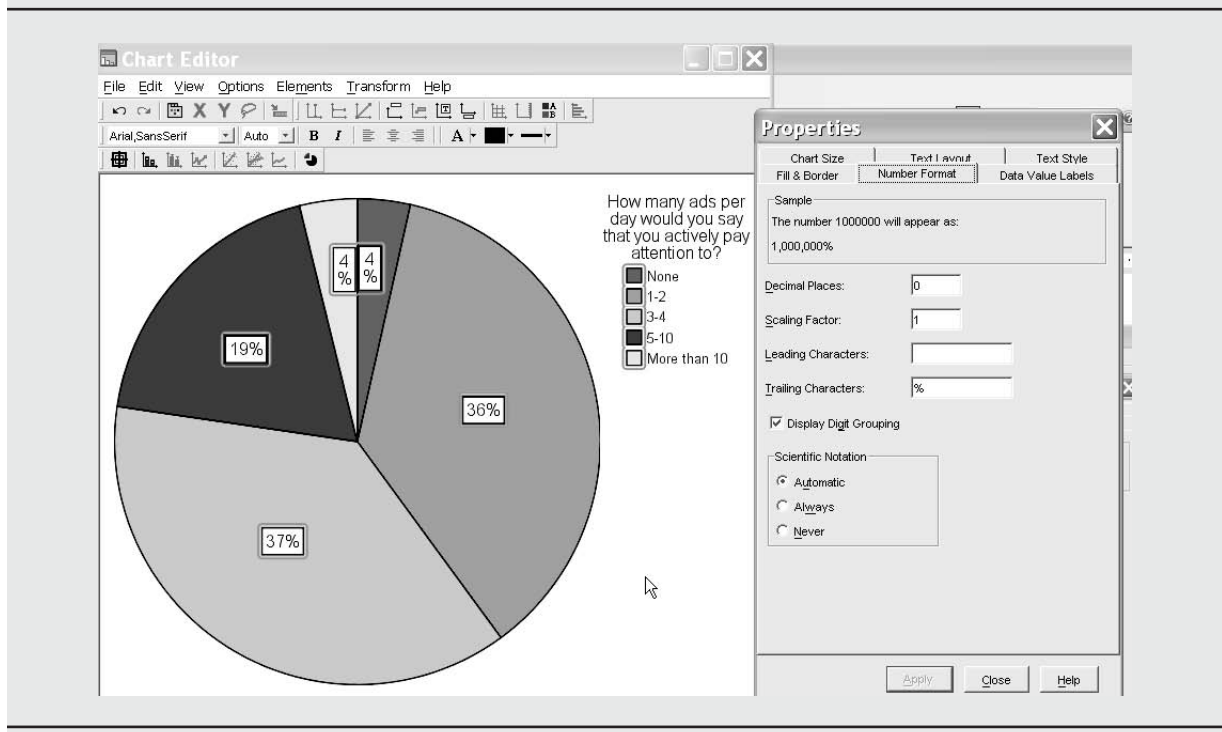 Chart Editor
File Edit View Options Elements Transform Help
X Y
Arial,SansSerif Auto B I A
How many ads per
day would you say
that you actively pay
attention to?
None
1-2
3-4
5-10
More than 10
4
%
4
%
19%
36%
37%
Properties
Chart Size Text Layout Text Style
Fill & Border Number Format Data Value Labels
Sample
The number 1000000 will appear as:
1,000,000%
Decimal Places: 0
Scaling Factor: 1
Leading Characters:
Trailing Characters: %
Display Digit Grouping
Scientific Notation
Automatic
Always
Never
Apply Close Help